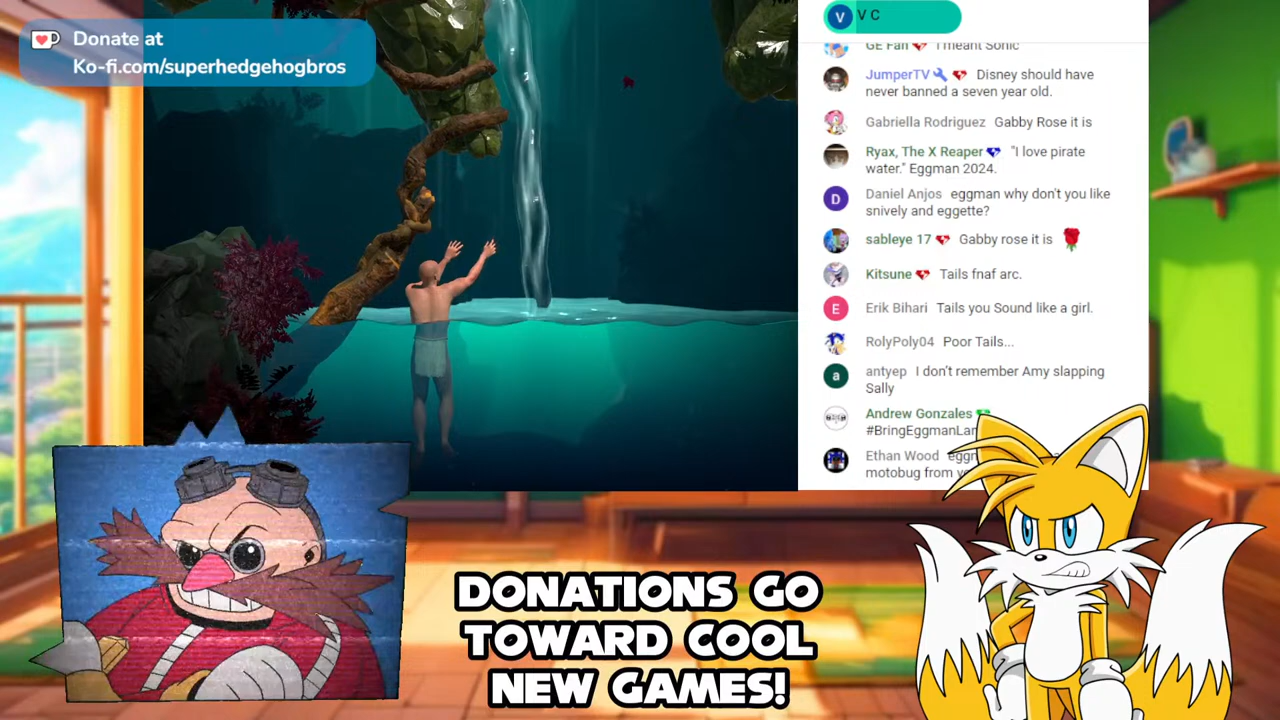 Donate at
Ko-fi.com/superhedgehogbros
V V C
GE Fan I meant Sonic
JumperTV Disney should have
never banned a seven year old.
Gabriella Rodriguez Gabby Rose it is
Ryax, The X Reaper "I love pirate
water." Eggman 2024.
D Daniel Anjos eggman why don't you like
snively and eggette?
sableye 17 Gabby rose it is
Kitsune Tails fnaf arc.
E Erik Bihari Tails you Sound like a girl.
RolyPoly04 Poor Tails...
a antyep I don't remember Amy slapping
Sally
Andrew Gonzales
#BringEggmanLan
Ethan Wood
motobug from
DONATIONS GO
TOWARD COOL
NEW GAMES!